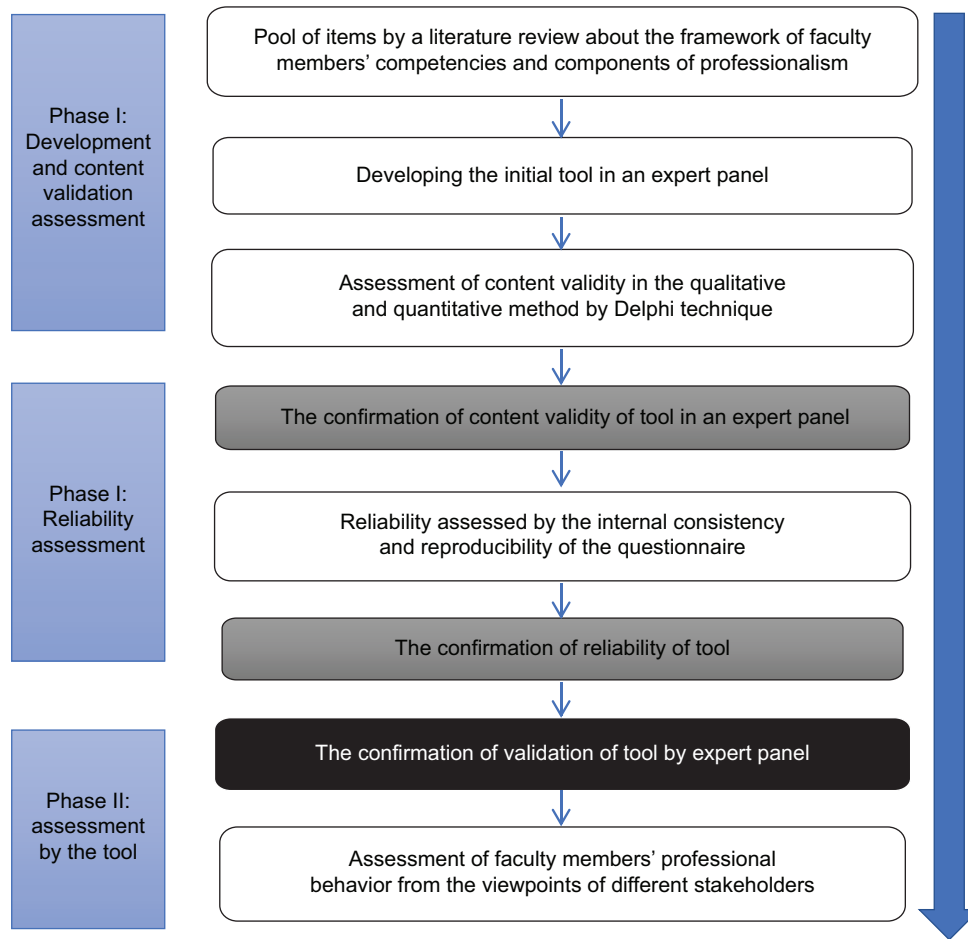 Phase I:
Development
and content
validation
assessment
Pool of items by a literature review about the framework of faculty
members’ competencies and components of professionalism
Developing the initial tool in an expert panel
Assessment of content validity in the qualitative
and quantitative method by Delphi technique
Phase I:
Reliability
assessment
The confirmation of content validity of tool in an expert panel
Reliability assessed by the internal consistency
and reproducibility of the questionnaire
The confirmation of reliability of tool
Phase II:
assessment
by the tool
The confirmation of validation of tool by expert panel
Assessment of faculty members’ professional
behavior from the viewpoints of different stakeholders